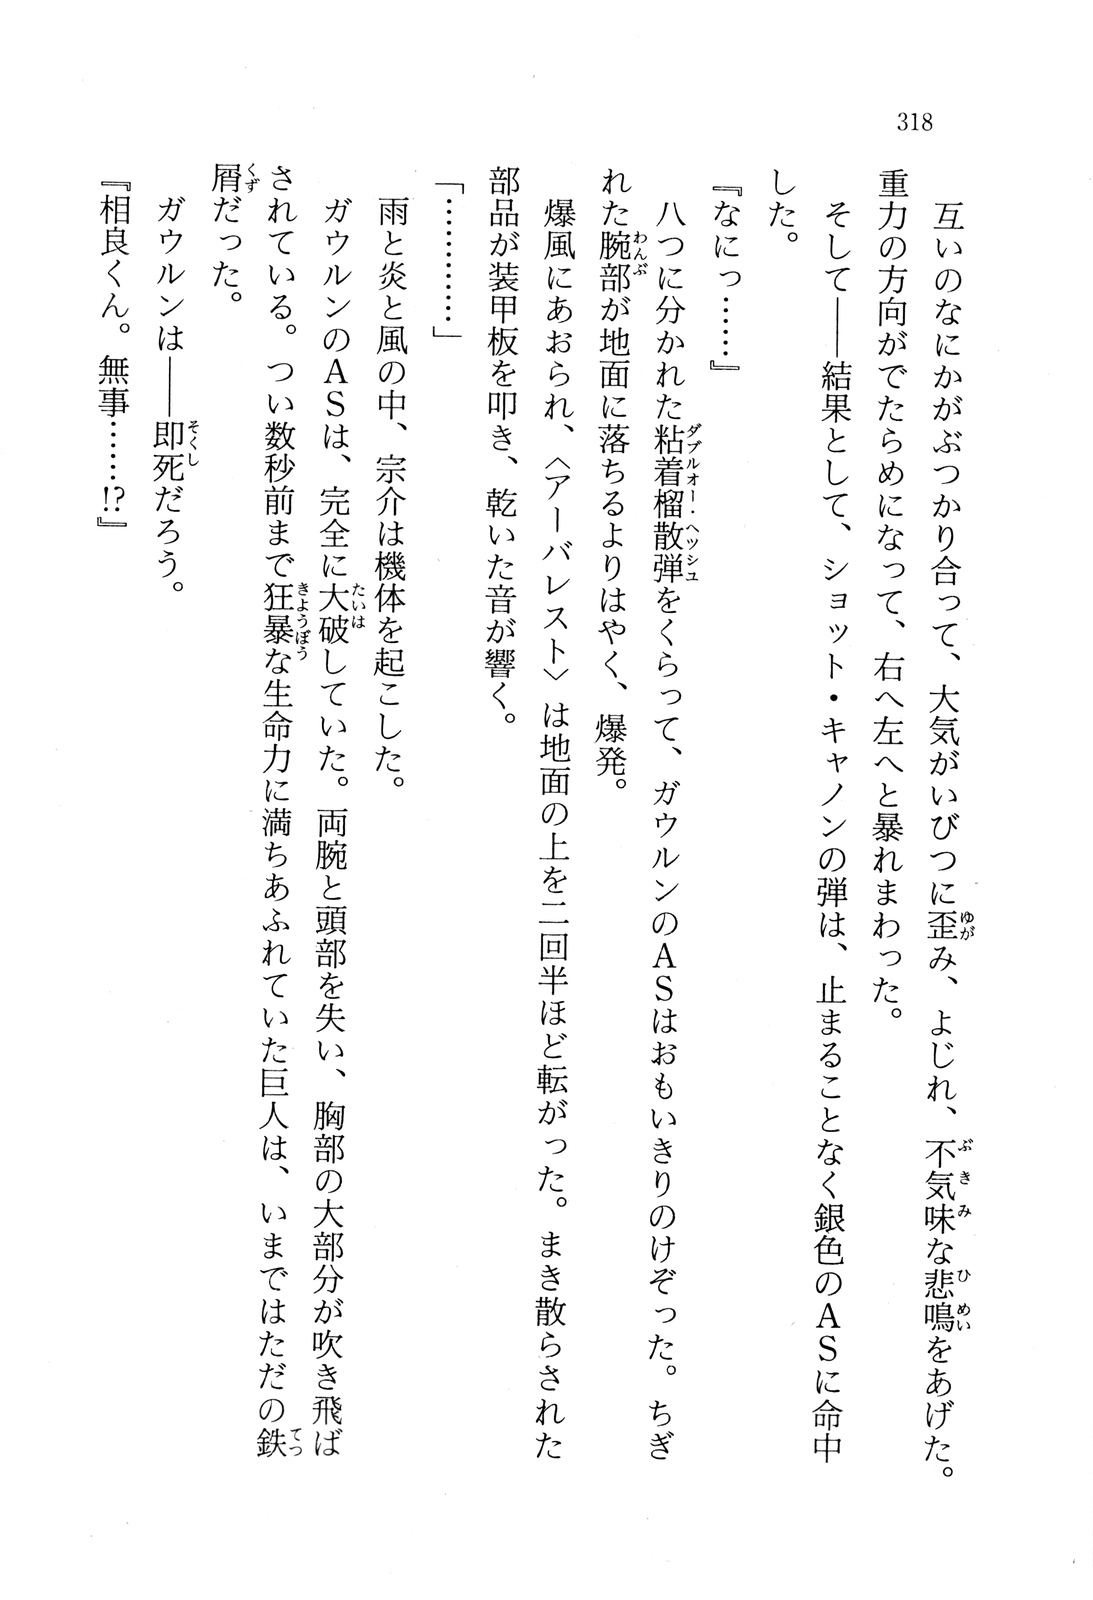 318
互いのなにかがぶつかり合って、大気がいびつに歪み、よじれ、不気味な悲鳴をあげた。
重力の方向がでたらめになって、右へ左へと暴れまわった。
そして――結果として、ショット・キャノンの弾は、止まることなく銀色のＡＳに命中
した。
『なにっ……』
八つに分かれた粘着榴散弾をくらって、ガウルンのＡＳはおもいきりのけぞった。ちぎ
れた腕部が地面に落ちるよりはやく、爆発。
爆風にあおられ、〈アーバレスト〉は地面の上を二回半ほど転がった。まき散らされた
部品が装甲板を叩き、乾いた音が響く。
「…………」
雨と炎と風の中、宗介は機体を起こした。
ガウルンのＡＳは、完全に大破していた。両腕と頭部を失い、胸部の大部分が吹き飛ば
されている。つい数秒前まで狂暴な生命力に満ちあふれていた巨人は、いまではただの鉄
屑だった。
ガウルンは――即死だろう。
『相良くん。無事……!?』